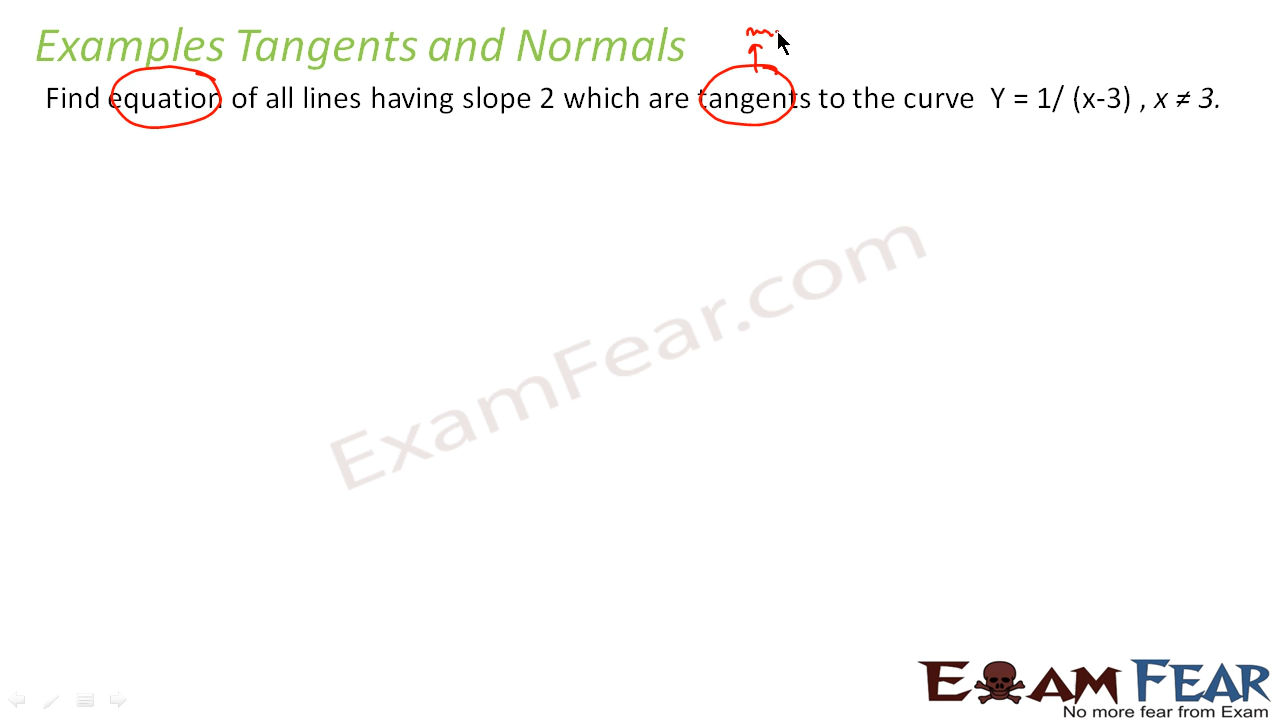 Examples Tangents and Normals
m
Find equation of all lines having slope 2 which are tangents to the curve Y = 1/ (x-3) , x ≠ 3.
ExamFear.com
EXAM FEAR
No more fear from Exam